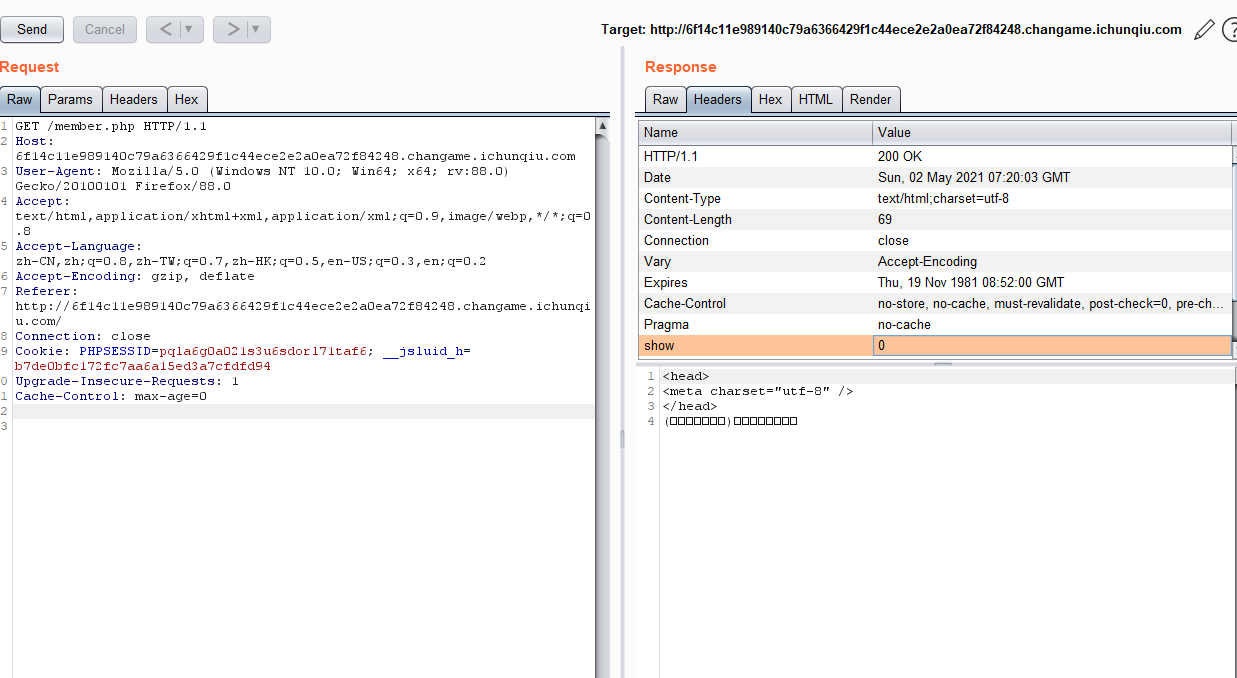 Send
Cancel
<
>
Target: http://6f14c11e989140c79a6366429f1c44ece2e2a0ea72f84248.changame.ichunqiu.com
?
Request
Raw
Params
Headers
Hex
1 GET /member.php HTTP/1.1
2 Host:
6f14c11e989140c79a6366429f1c44ece2e2a0ea72f84248.changame.ichunqiu.com
3 User-Agent: Mozilla/5.0 (Windows NT 10.0; Win64; x64; rv:88.0)
Gecko/20100101 Firefox/88.0
4 Accept:
text/html,application/xhtml+xml,application/xml;q=0.9,image/webp,*/*;q=0
.8
5 Accept-Language:
zh-CN,zh;q=0.8,zh-TW;q=0.7,zh-HK;q=0.5,en-US;q=0.3,en;q=0.2
6 Accept-Encoding: gzip, deflate
7 Referer:
http://6f14c11e989140c79a6366429f1c44ece2e2a0ea72f84248.changame.ichunqi
u.com/
8 Connection: close
9 Cookie: PHPSESSID=pqla6g0a021s3u6sdorl71taf6; __jsluid_h=
b7de0bfc172fc7aa6a15ed3a7cfdfd94
0 Upgrade-Insecure-Requests: 1
1 Cache-Control: max-age=0
2
3
Response
Raw
Headers
Hex
HTML
Render
Name Value
HTTP/1.1 200 OK
Date Sun, 02 May 2021 07:20:03 GMT
Content-Type text/html;charset=utf-8
Content-Length 69
Connection close
Vary Accept-Encoding
Expires Thu, 19 Nov 1981 08:52:00 GMT
Cache-Control no-store, no-cache, must-revalidate, post-check=0, pre-ch...
Pragma no-cache
show 0
1 <head>
2 <meta charset="utf-8" />
3 </head>
4 (□□□□□□□)□□□□□□□□